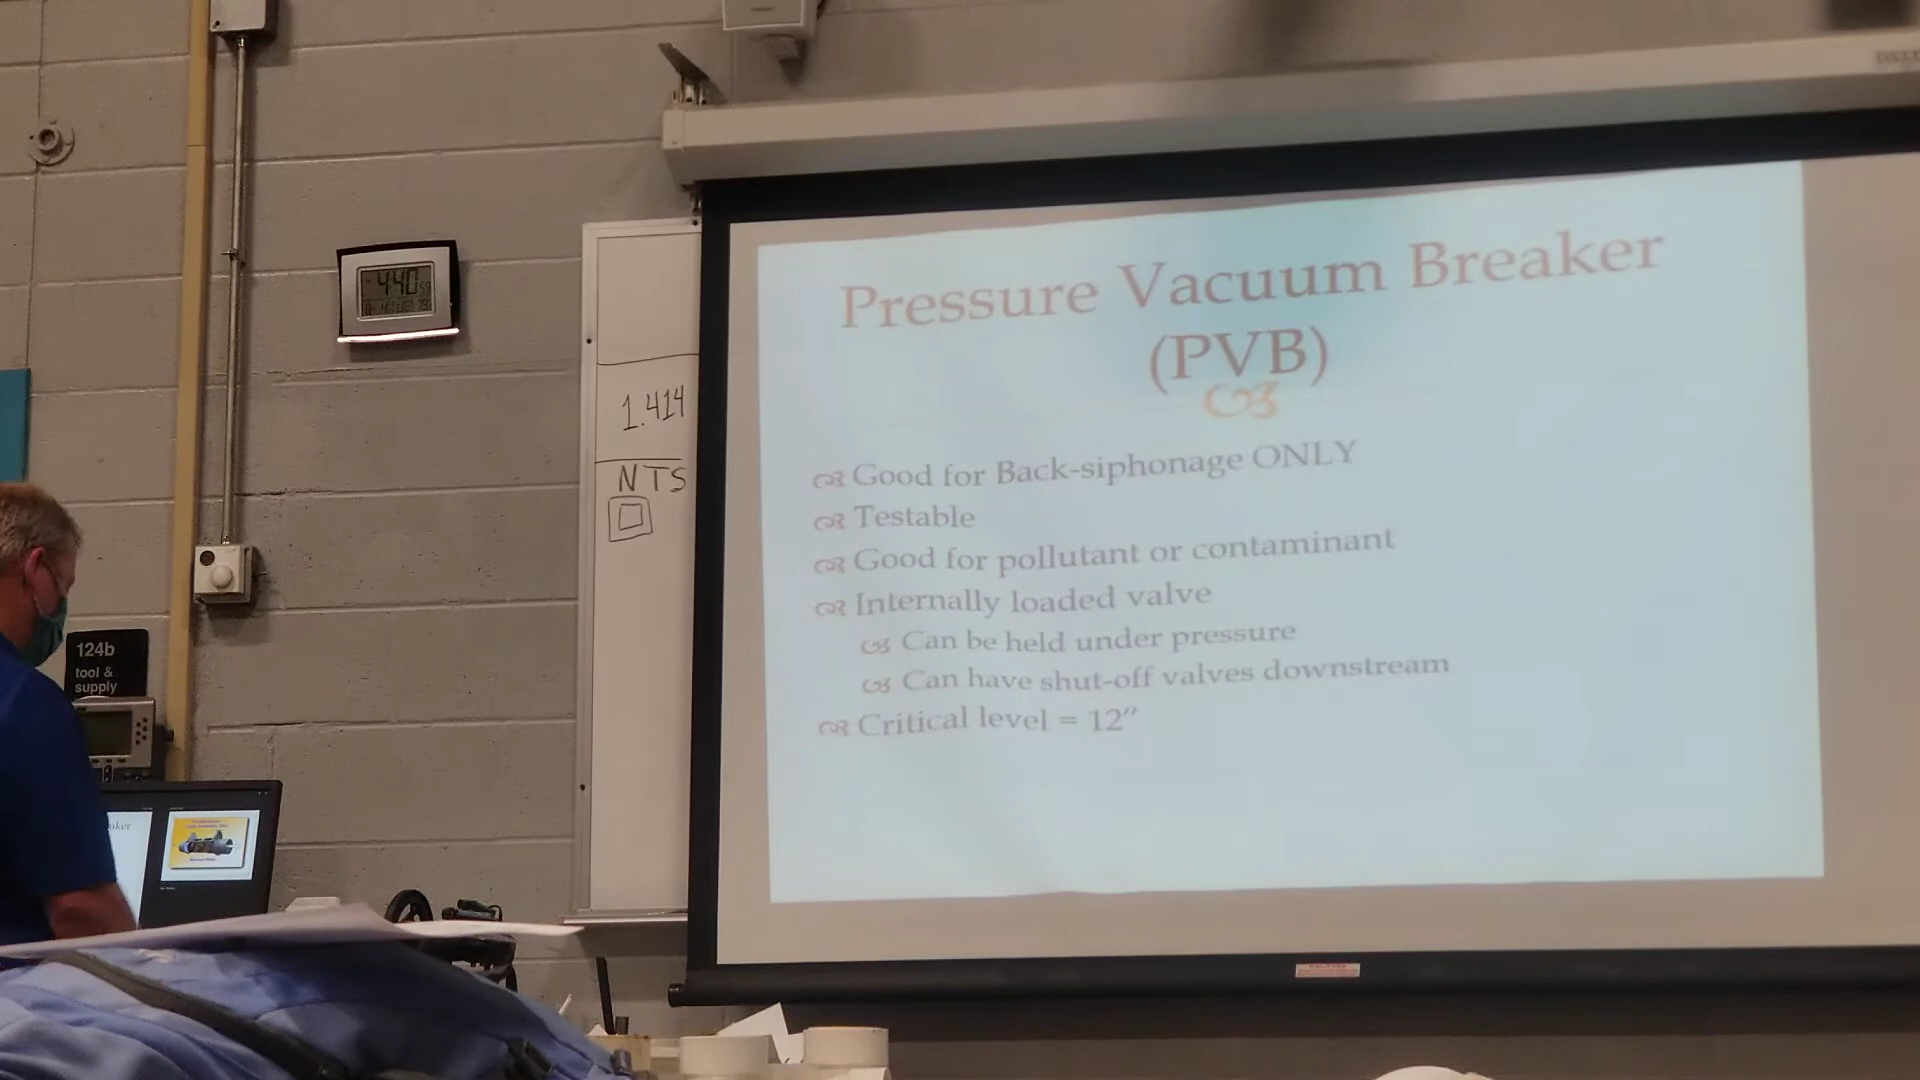 4:40
1.414
NTS
124b
tool &
supply
Pressure Vacuum Breaker
(PVB)
Good for Back-siphonage ONLY
Testable
Good for pollutant or contaminant
Internally loaded valve
Can be held under pressure
Can have shut-off valves downstream
Critical level = 12″